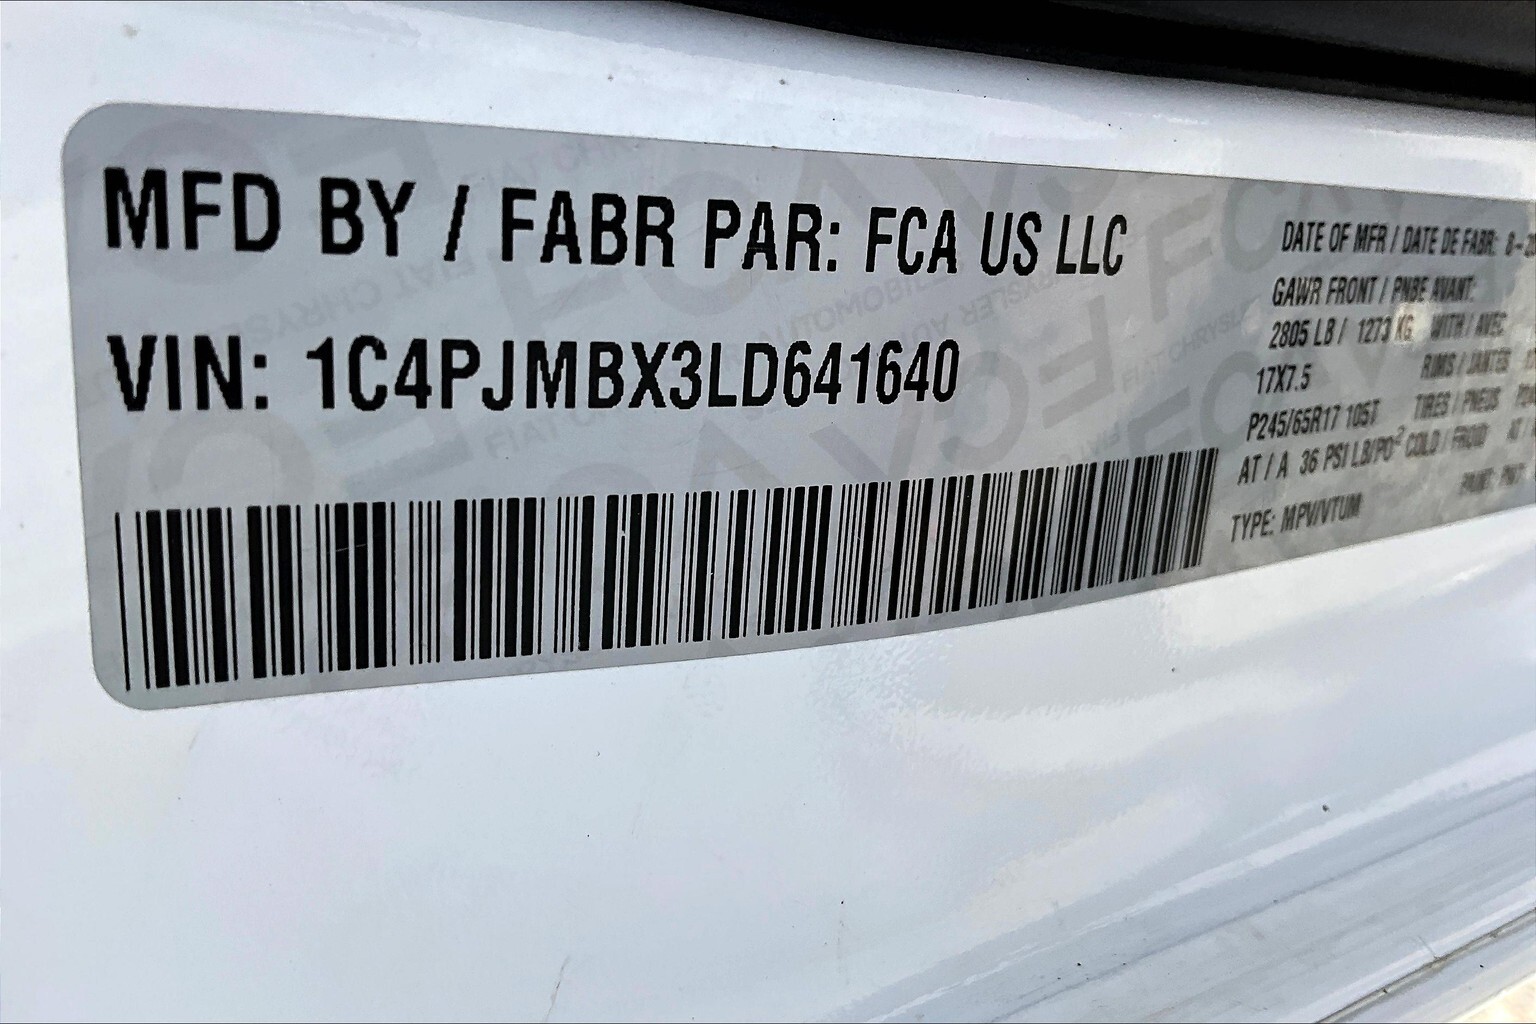 MFD BY / FABR PAR: FCA US LLC
VIN: 1C4PJMBX3LD641640
DATE OF MFR / DATE DE FABR: 8-
GAWR FRONT / PNBE AVANT:
2805 LB / 1273 KG WITH / AVEC
17X7.5 RIMS / JANTES
P245/65R17 105T TIRES / PNEUS
AT / A 36 PSI LB/PO² COLD / FROID AT /
TYPE: MPV/VTUM